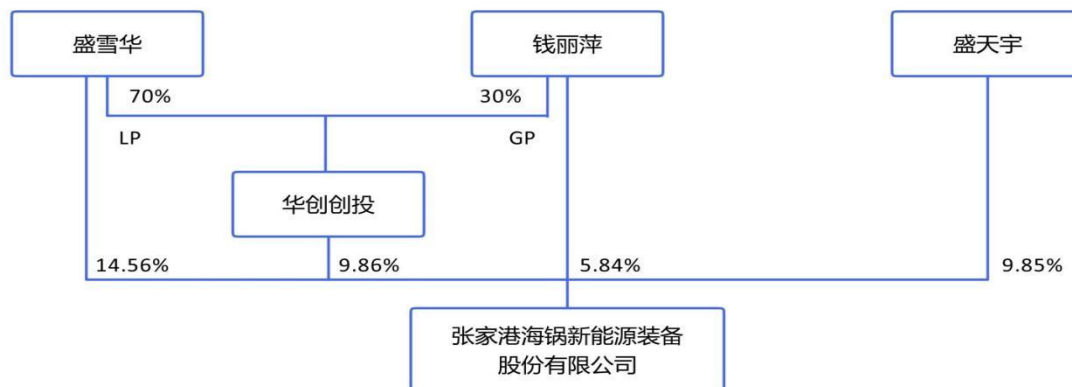 盛雪华
钱丽萍
盛天宇
70%
30%
LP
GP
华创创投
14.56%
9.86%
5.84%
9.85%
张家港海锅新能源装备
股份有限公司